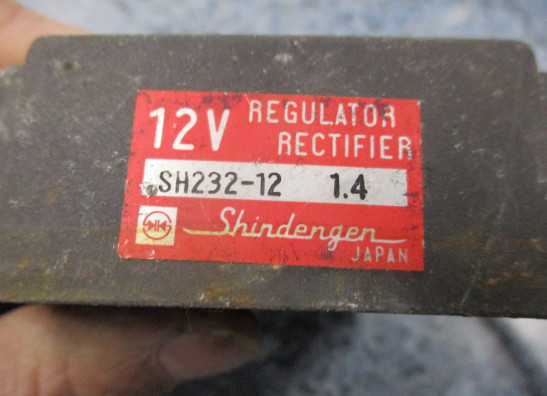 12V REGULATOR
RECTIFIER
SH232-12 1.4
Shindengen
JAPAN